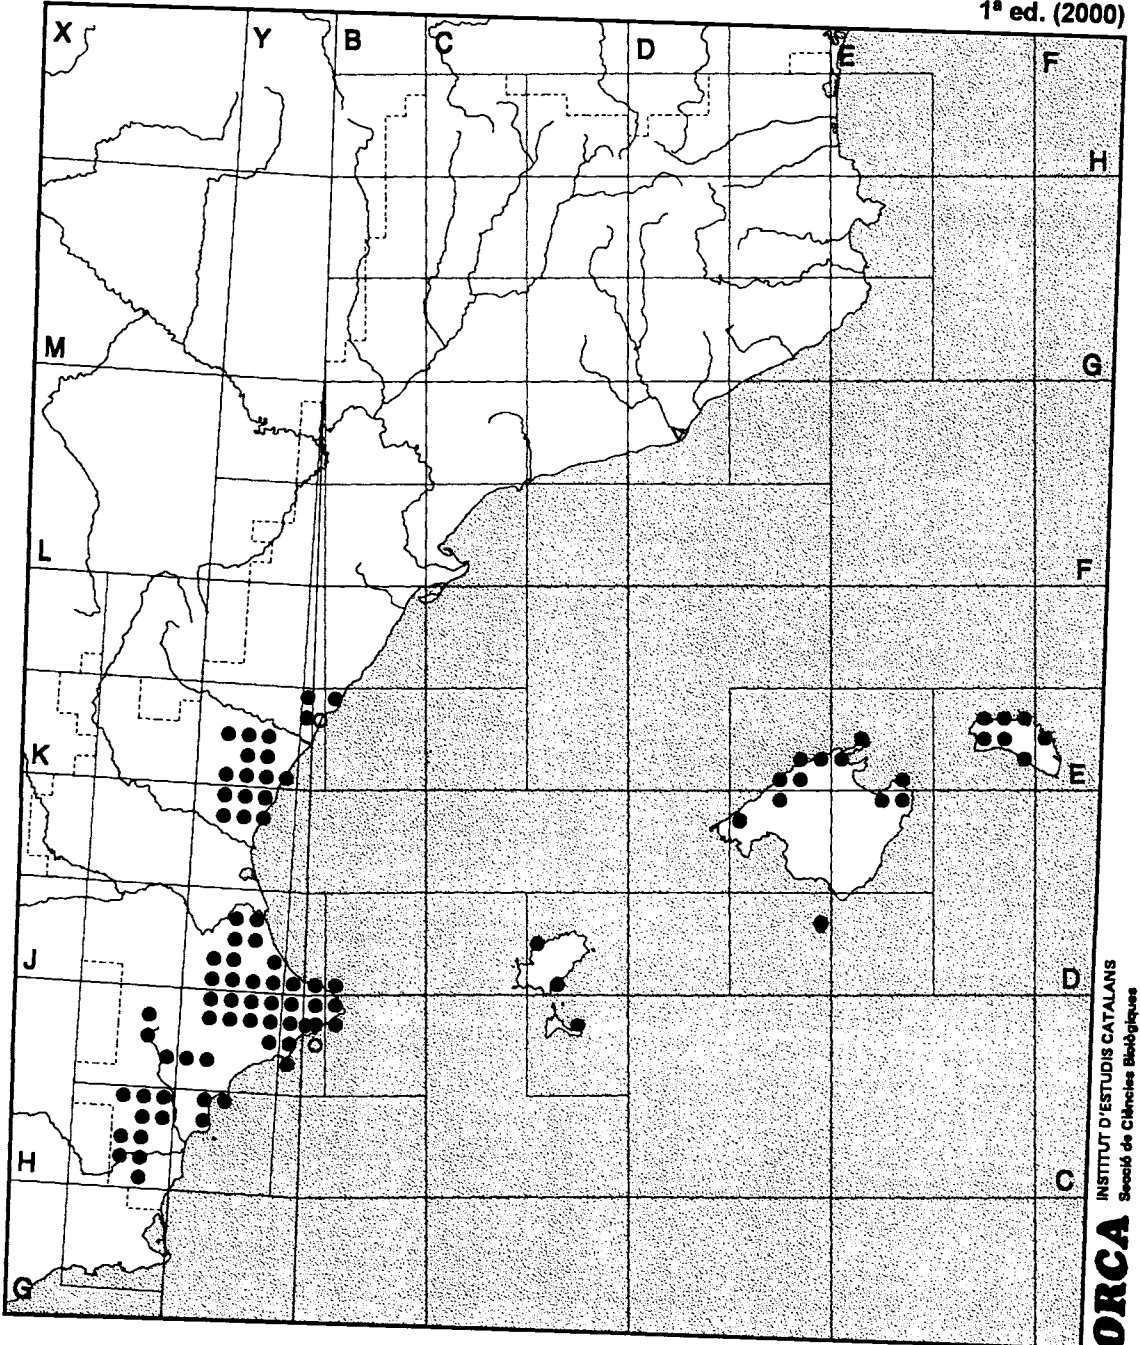 1ª ed. (2000)
X
Y
B
C
D
E
F
H
M
G
L
F
K
E
J
D
H
C
G
INSTITUT D'ESTUDIS CATALANS
Secció de Ciències Biològiques
ORCA